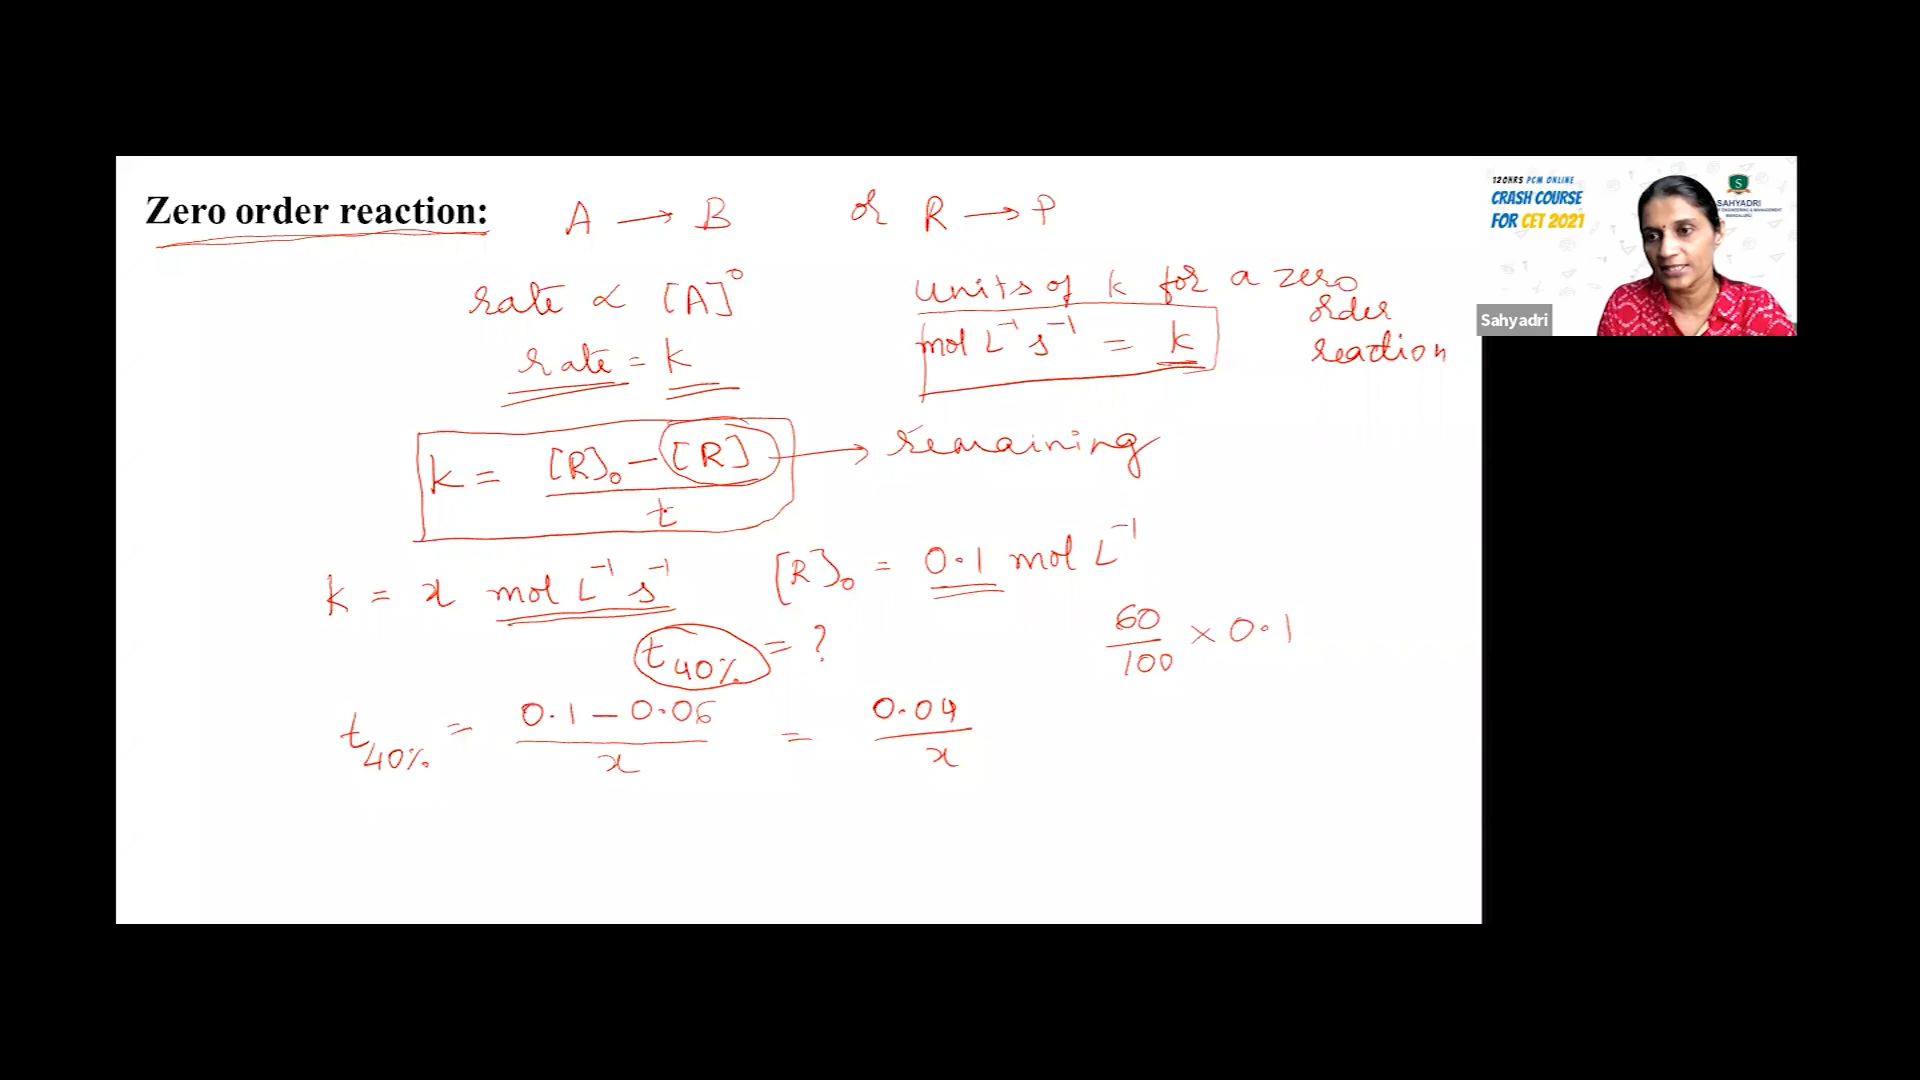 Zero order reaction: A → B or R → P
rate ∝ [A]⁰
rate = k
units of k for a zero order reaction
mol L⁻¹ s⁻¹ = k
k = [R]₀ – [R] / t → remaining
k = x mol L⁻¹ s⁻¹ [R]₀ = 0.1 mol L⁻¹
t40% = ?
60/100 × 0.1
t40% = 0.1 – 0.06 / x = 0.04 / x
120HRS PCM ONLINE
CRASH COURSE
FOR CET 2021
S
SAHYADRI
Sahyadri